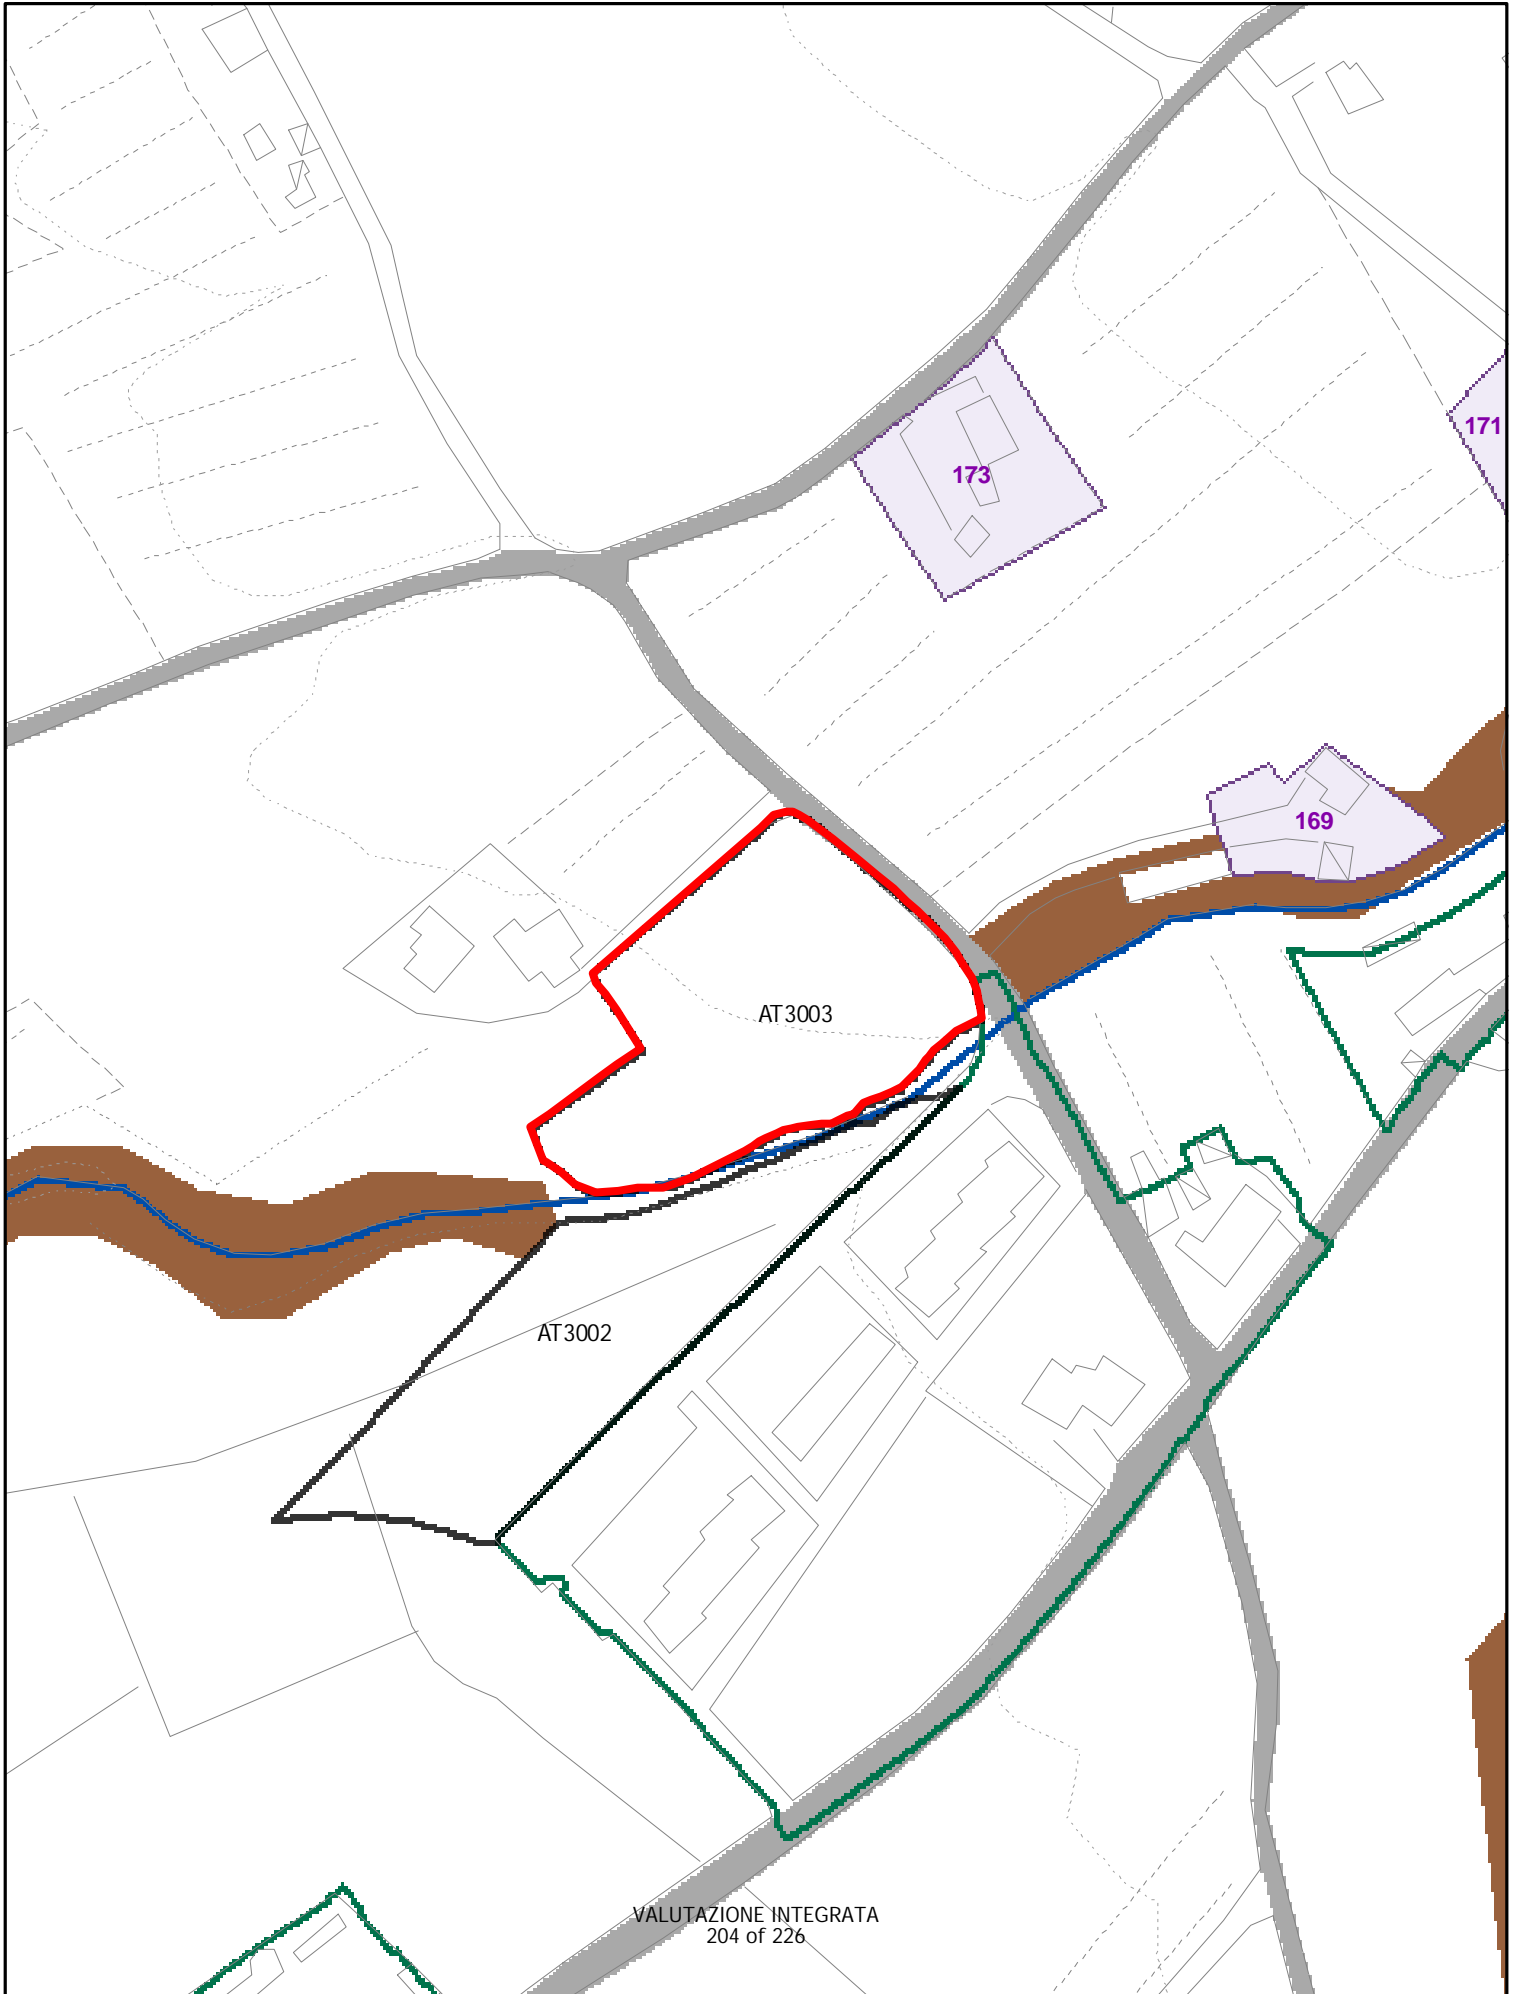 171
173
169
AT3003
AT3002
VALUTAZIONE INTEGRATA
204 of 226